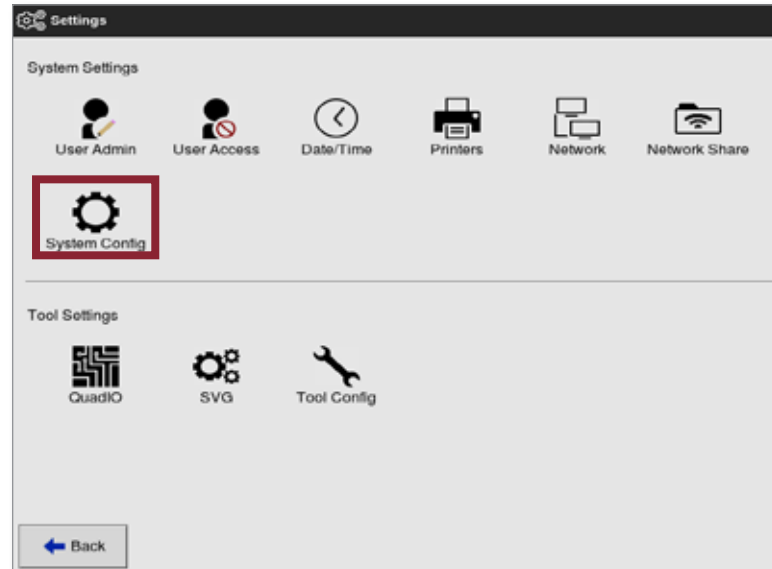 Settings
System Settings
User Admin User Access Date/Time Printers Network Network Share
System Config
Tool Settings
QuadIO SVG Tool Config
Back